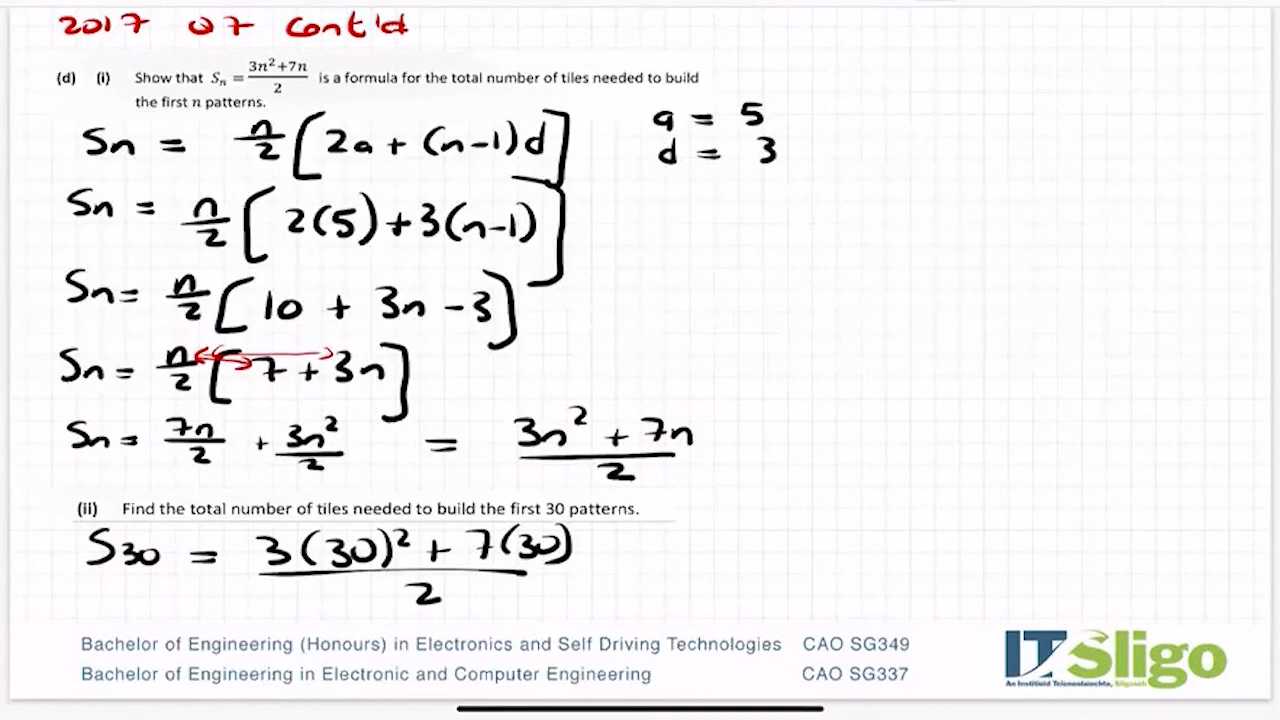 2017 Q7 Cont'd
(d) (i) Show that Sₙ = (3n²+7n)/2 is a formula for the total number of tiles needed to build
the first n patterns.
Sn = n/2 [2a + (n-1)d]
a = 5
d = 3
Sn = n/2 [2(5) + 3(n-1)]
Sn = n/2 [10 + 3n - 3]
Sn = n/2 [7 + 3n]
Sn = 7n/2 + 3n²/2 = (3n² + 7n)/2
(ii) Find the total number of tiles needed to build the first 30 patterns.
S30 = (3(30)² + 7(30))/2
Bachelor of Engineering (Honours) in Electronics and Self Driving Technologies CAO SG349
Bachelor of Engineering in Electronic and Computer Engineering CAO SG337
IT Sligo
An Institiúid Teicneolaíochta, Sligeach